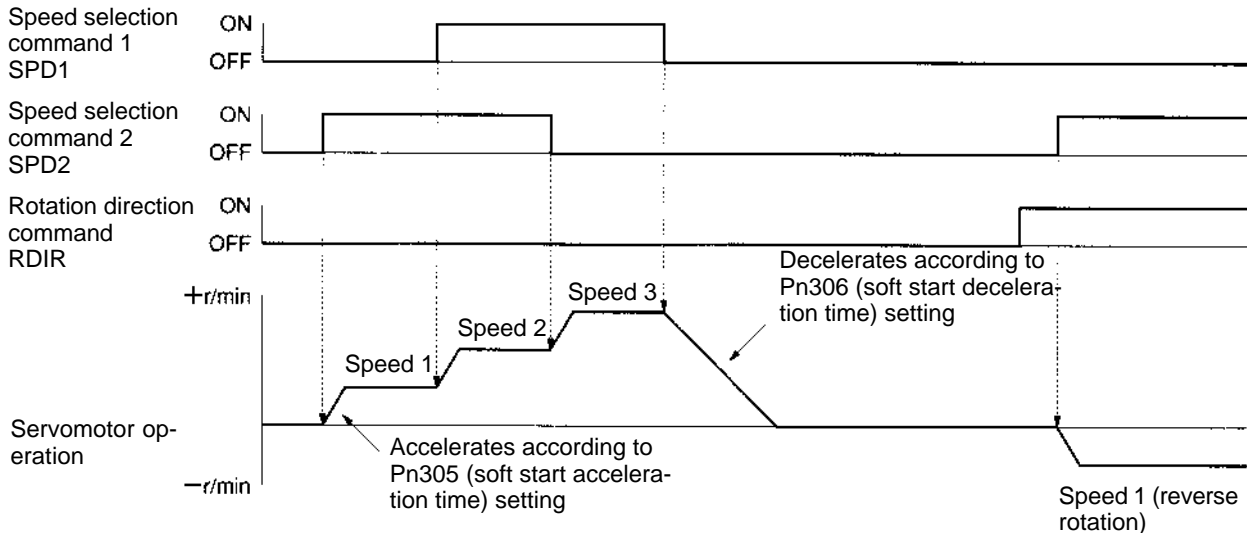 Speed selection
command 1
SPD1
ON
OFF
Speed selection
command 2
SPD2
ON
OFF
Rotation direction
command
RDIR
ON
OFF
Decelerates according to
Pn306 (soft start decelera-
tion time) setting
+r/min
Speed 3
Speed 2
Speed 1
Servomotor op-
eration
Accelerates according to
Pn305 (soft start accelera-
tion time) setting
−r/min
Speed 1 (reverse
rotation)